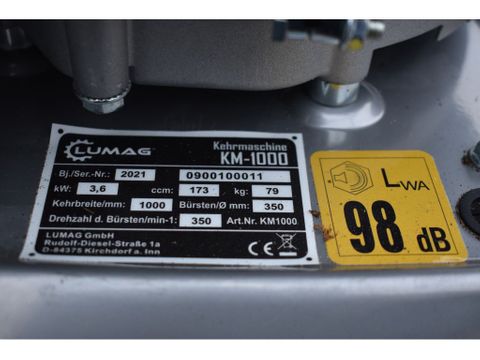 LUMAG
Kehrmaschine
KM-1000
Bj./Ser.-Nr.: 2021 0900100011
kW: 3,6 ccm: 173 kg: 79
Kehrbreite/mm: 1000 Bürsten/Ø mm: 350
Drehzahl d. Bürsten/min-1: 350 Art.Nr. KM1000
LUMAG GmbH
Rudolf-Diesel-Straße 1a
D-84375 Kirchdorf a. Inn
CE
LWA
98 dB